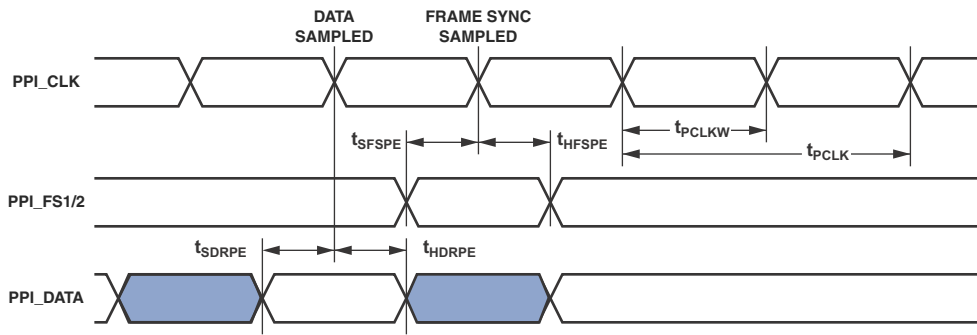 DATA
SAMPLED
FRAME SYNC
SAMPLED
PPI_CLK
tPCLKW
tSFSPE
tHFSPE
tPCLK
PPI_FS1/2
tSDRPE
tHDRPE
PPI_DATA